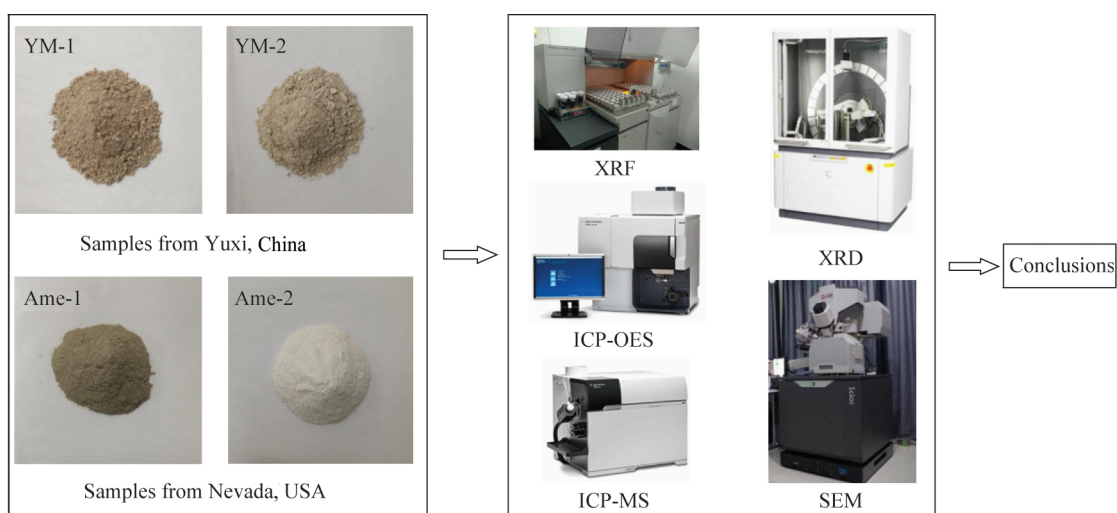 YM-1
YM-2
Samples from Yuxi, China
Ame-1
Ame-2
Samples from Nevada, USA
XRF
XRD
ICP-OES
ICP-MS
SEM
Scios
Conclusions